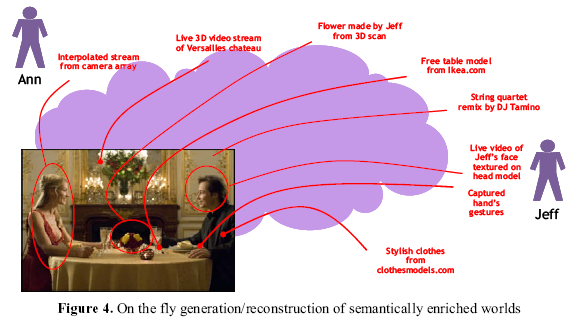 Ann
Interpolated stream
from camera array
Live 3D video stream
of Versailles chateau
Flower made by Jeff
from 3D scan
Free table model
from Ikea.com
String quartet
remix by DJ Tamino
Live video of
Jeff's face
textured on
head model
Captured
hand's
gestures
Jeff
Stylish clothes
from
clothesmodels.com
Figure 4. On the fly generation/reconstruction of semantically enriched worlds